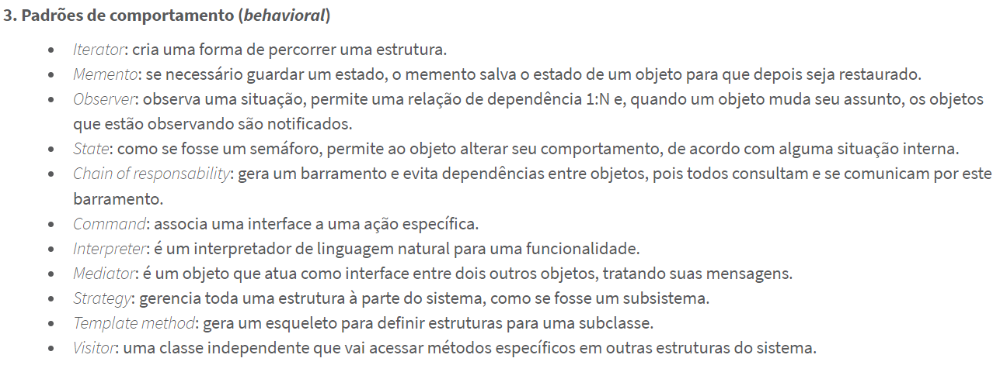 3. Padrões de comportamento (behavioral)
• Iterator: cria uma forma de percorrer uma estrutura.
• Memento: se necessário guardar um estado, o memento salva o estado de um objeto para que depois seja restaurado.
• Observer: observa uma situação, permite uma relação de dependência 1:N e, quando um objeto muda seu assunto, os objetos
que estão observando são notificados.
• State: como se fosse um semáforo, permite ao objeto alterar seu comportamento, de acordo com alguma situação interna.
• Chain of responsability: gera um barramento e evita dependências entre objetos, pois todos consultam e se comunicam por este
barramento.
• Command: associa uma interface a uma ação específica.
• Interpreter: é um interpretador de linguagem natural para uma funcionalidade.
• Mediator: é um objeto que atua como interface entre dois outros objetos, tratando suas mensagens.
• Strategy: gerencia toda uma estrutura à parte do sistema, como se fosse um subsistema.
• Template method: gera um esqueleto para definir estruturas para uma subclasse.
• Visitor: uma classe independente que vai acessar métodos específicos em outras estruturas do sistema.